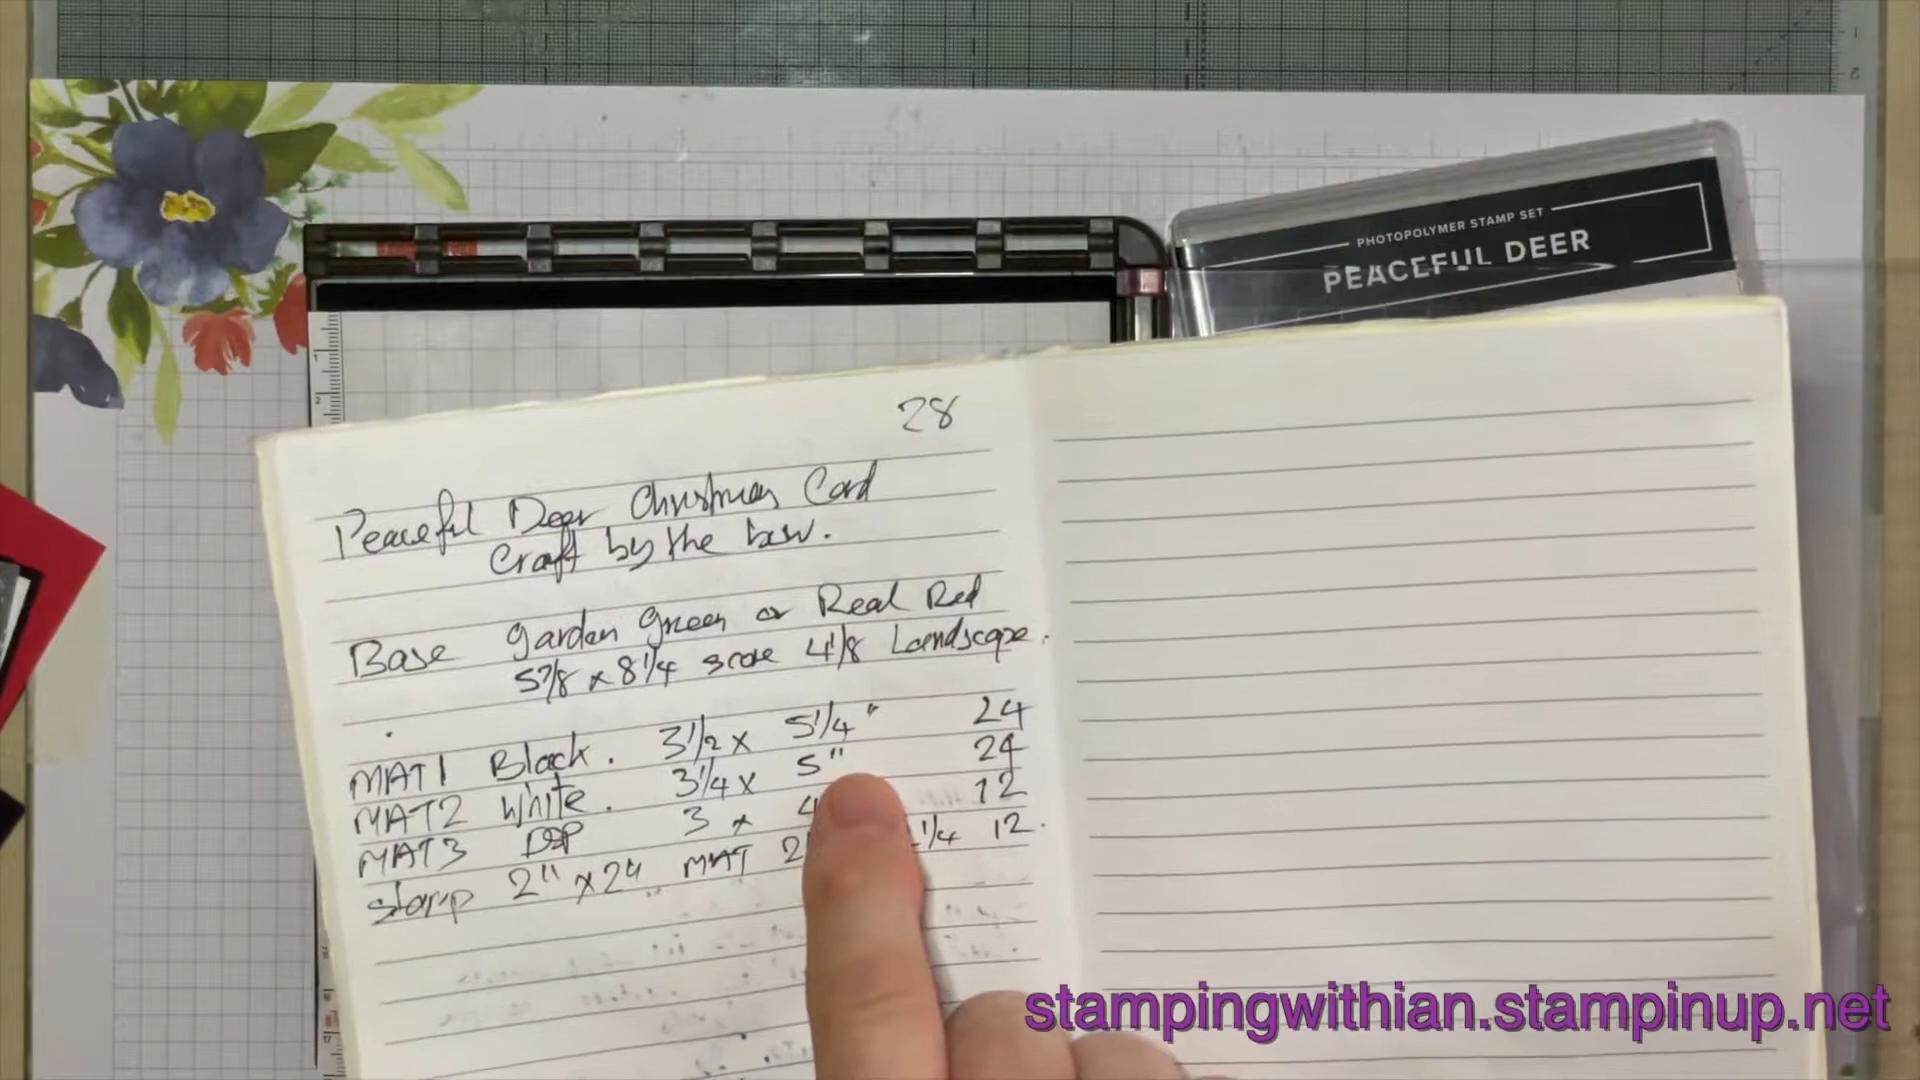 PHOTOPOLYMER STAMP SET
PEACEFUL DEER
28
Peaceful Deer Christmas Card
Craft by the
Base Garden Green or Real Red
5 7/8 x 8 1/4 score 4 1/8 Landscape.
MAT1 Black. 3 1/2 x 5 1/4" 24
MAT2 White. 3 1/4 x 5" 24
MAT3 DSP 3 x 4 12
stamp 2" x 24 MAT 2 1/4 12.
stampingwithian.stampinup.net